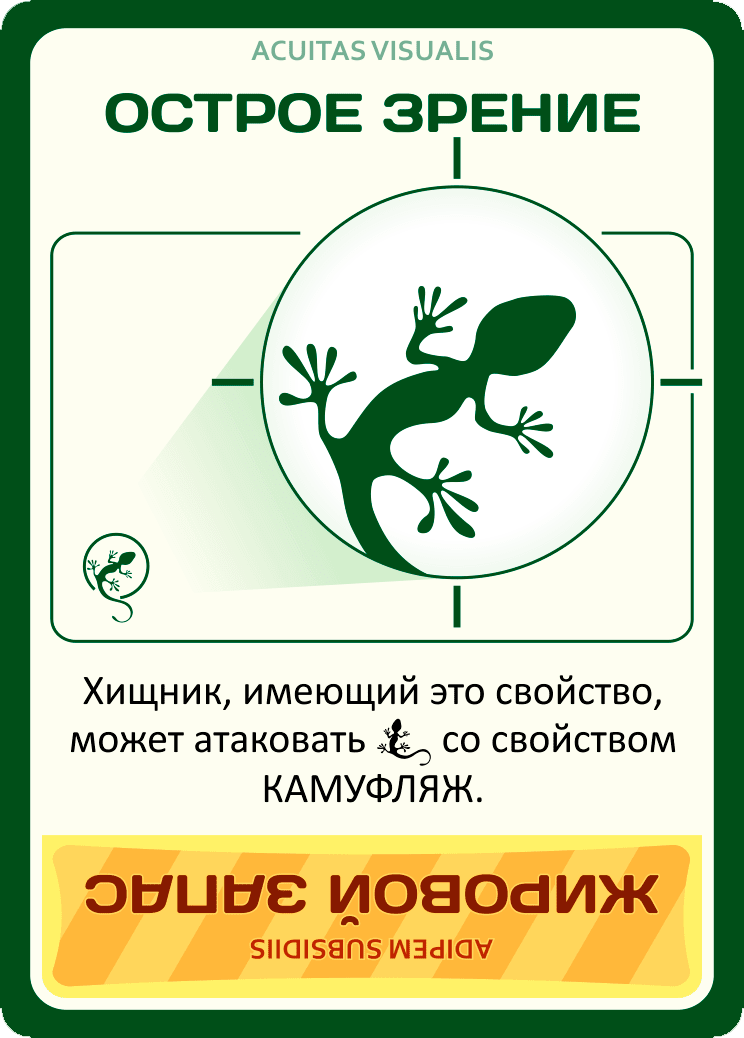 ACUITAS VISUALIS
ОСТРОЕ ЗРЕНИЕ
Хищник, имеющий это свойство,
может атаковать со свойством
КАМУФЛЯЖ.
ЖИРОВОЙ ЗАПАС
ADIPEM SUBSIDIIS